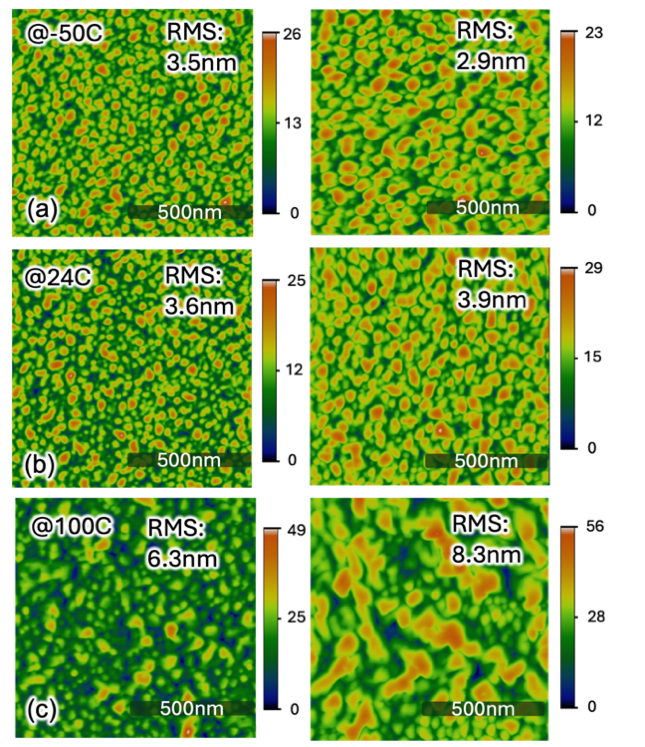 @-50C
RMS:
3.5nm
26
13
0
(a)
500nm
RMS:
2.9nm
23
12
0
500nm
@24C
RMS:
3.6nm
25
12
0
(b)
500nm
RMS:
3.9nm
29
15
0
500nm
@100C
RMS:
6.3nm
49
25
0
(c)
500nm
RMS:
8.3nm
56
28
0
500nm